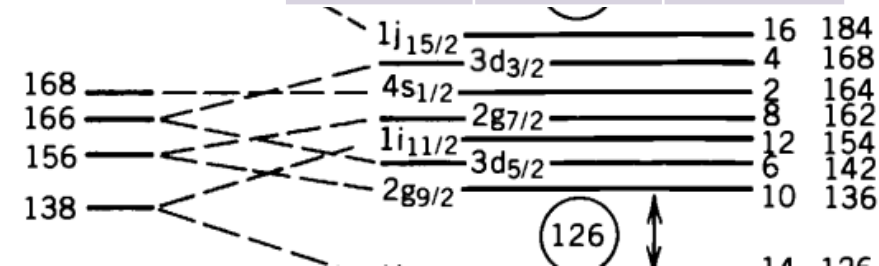 1j15/2 16 184
3d3/2 4 168
168 4s1/2 2 164
166 2g7/2 8 162
1i11/2 12 154
156 3d5/2 6 142
138 2g9/2 10 136
126